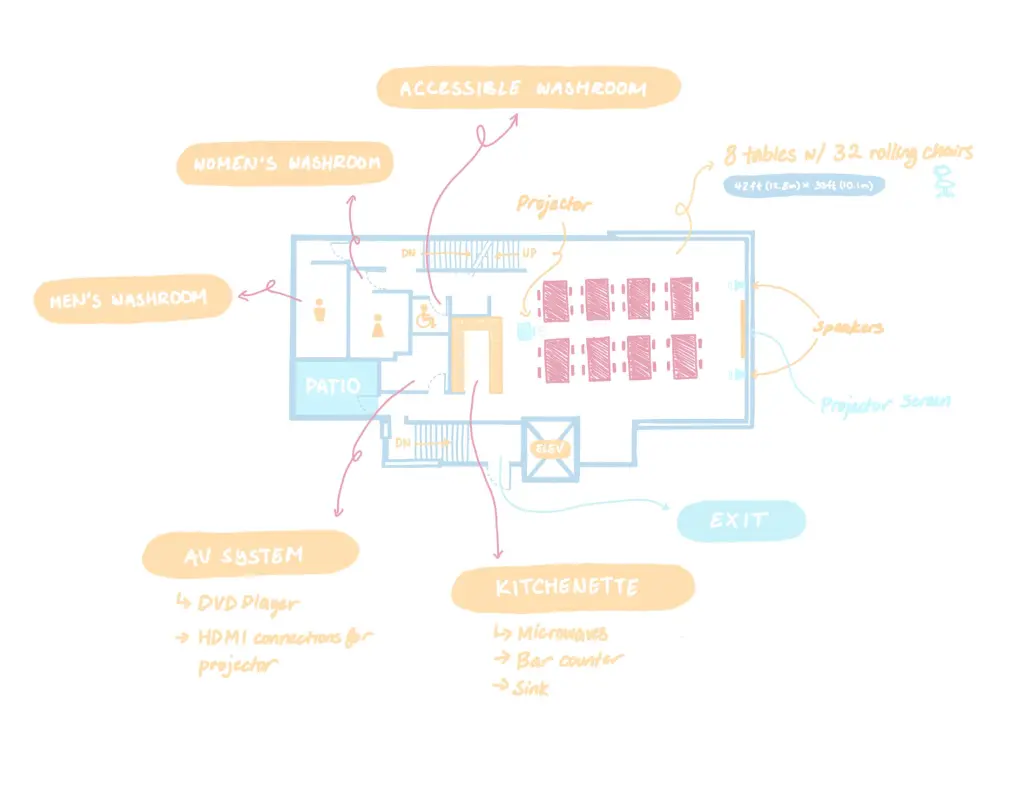 ACCESSIBLE WASHROOM
WOMEN'S WASHROOM
8 tables w/ 32 rolling chairs
42ft (12.8m) × 33ft (10.1m)
Projector
DN
UP
MEN'S WASHROOM
Speakers
PATIO
Projector Screen
DN
ELEV
EXIT
AV SYSTEM
DVD Player
HDMI connections for
projector
KITCHENETTE
Microwaves
Bar counter
Sink